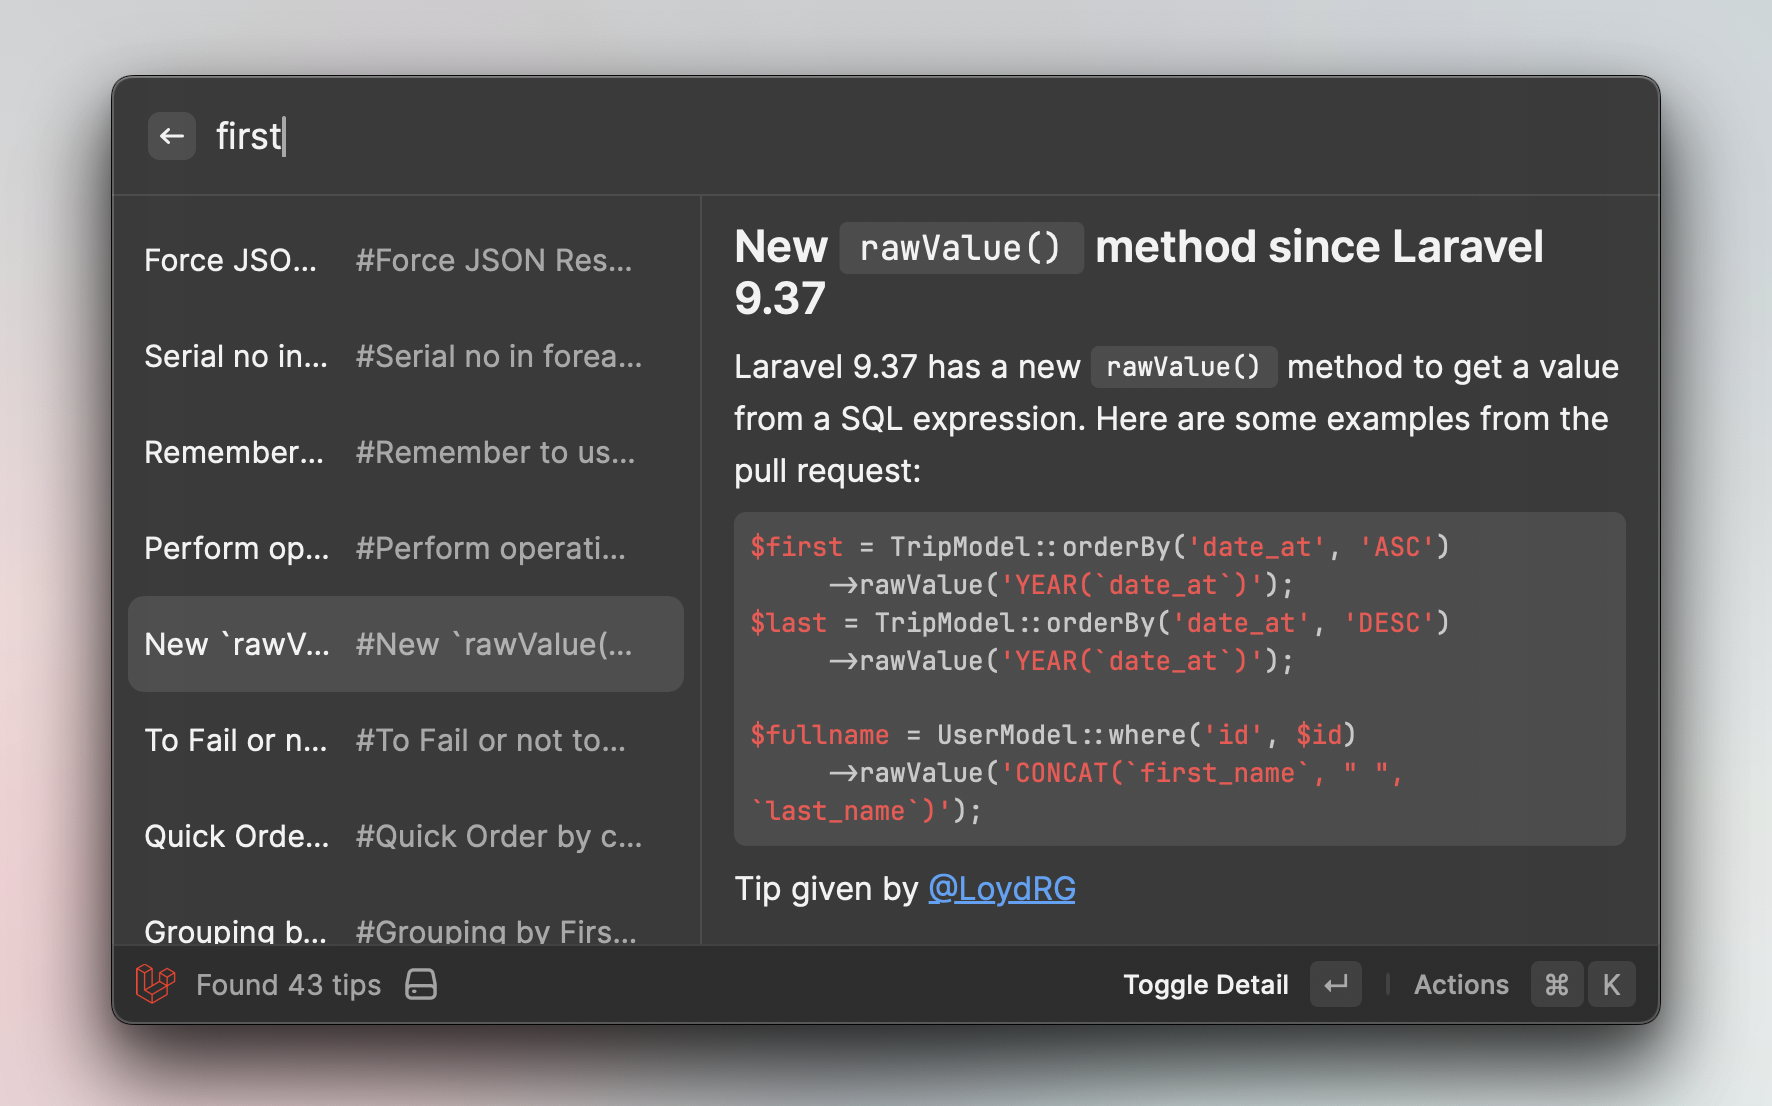 first
Force JSO... #Force JSON Res...
Serial no in... #Serial no in forea...
Remember... #Remember to us...
Perform op... #Perform operati...
New `rawV... #New `rawValue(...
To Fail or n... #To Fail or not to...
Quick Orde... #Quick Order by c...
Grouping b... #Grouping by Firs...
New rawValue() method since Laravel
9.37
Laravel 9.37 has a new rawValue() method to get a value
from a SQL expression. Here are some examples from the
pull request:
$first = TripModel::orderBy('date_at', 'ASC')
->rawValue('YEAR(`date_at`)');
$last = TripModel::orderBy('date_at', 'DESC')
->rawValue('YEAR(`date_at`)');
$fullname = UserModel::where('id', $id)
->rawValue('CONCAT(`first_name`, " ",
`last_name`)');
Tip given by @LoydRG
Found 43 tips
Toggle Detail ↵ | Actions ⌘ K